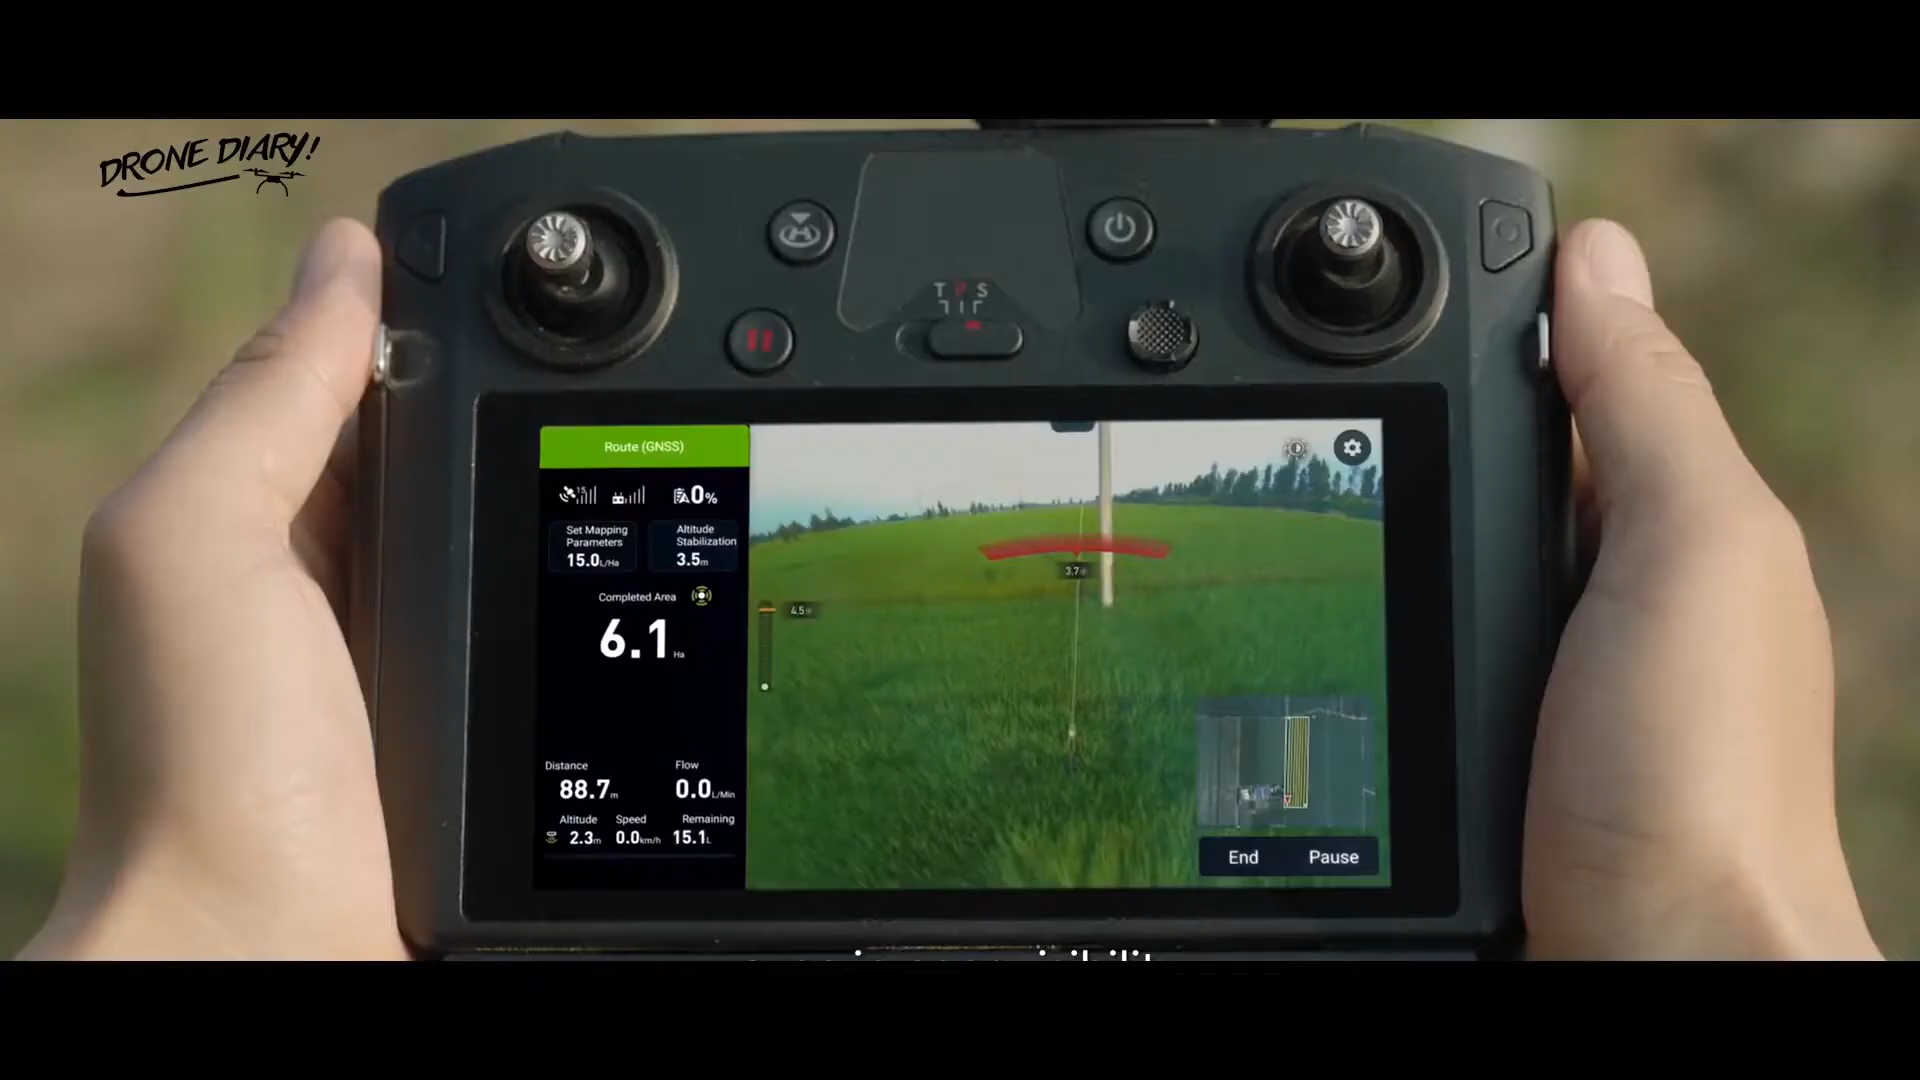 DRONE DIARY!
T P S
Route (GNSS)
15
0%
Set Mapping
Parameters
15.0L/Ha
Altitude
Stabilization
3.5m
Completed Area
6.1 Ha
Distance
88.7m
Flow
0.0L/Min
Altitude
2.3m
Speed
0.0km/h
Remaining
15.1L
3.7
4.5
End
Pause